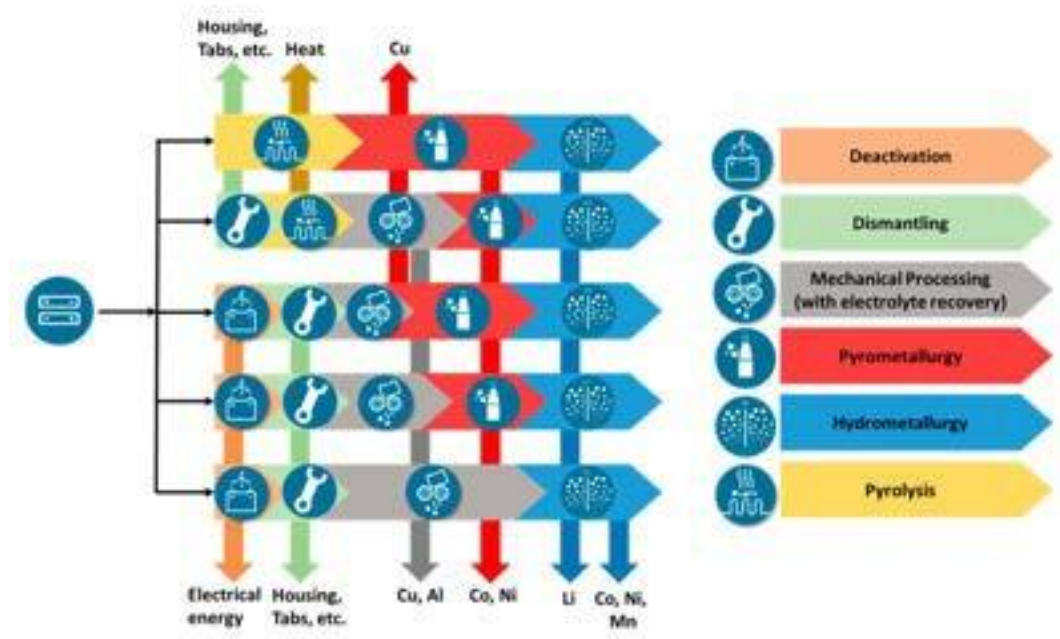 Housing,
Tabs, etc.
Heat
Cu
Deactivation
Dismantling
Mechanical Processing
(with electrolyte recovery)
Pyrometallurgy
Hydrometallurgy
Pyrolysis
Electrical
energy
Housing,
Tabs, etc.
Cu, Al
Co, Ni
Li
Co, Ni,
Mn